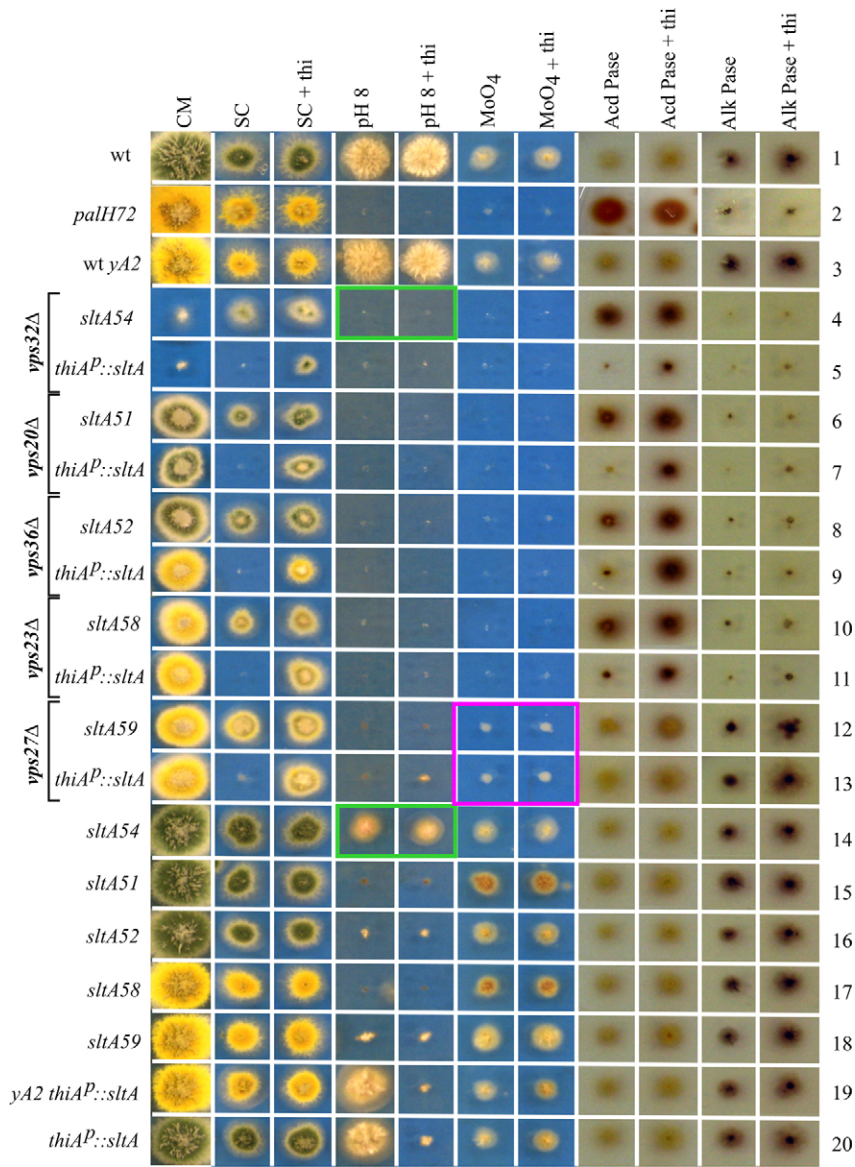 CM SC SC + thi pH 8 pH 8 + thi MoO4 MoO4 + thi Acd Pase Acd Pase + thi Alk Pase Alk Pase + thi
wt 1
palH72 2
wt yA2 3
vps32Δ
sltA54 4
thiAᵖ::sltA 5
vps20Δ
sltA51 6
thiAᵖ::sltA 7
vps36Δ
sltA52 8
thiAᵖ::sltA 9
vps23Δ
sltA58 10
thiAᵖ::sltA 11
vps27Δ
sltA59 12
thiAᵖ::sltA 13
sltA54 14
sltA51 15
sltA52 16
sltA58 17
sltA59 18
yA2 thiAᵖ::sltA 19
thiAᵖ::sltA 20